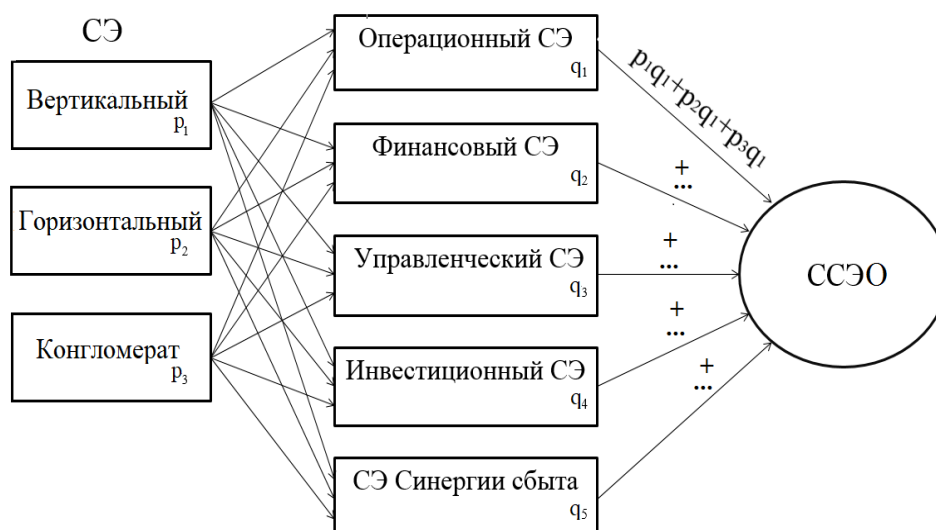 СЭ
Вертикальный
p₁
Горизонтальный
p₂
Конгломерат
p₃
Операционный СЭ
q₁
Финансовый СЭ
q₂
Управленческий СЭ
q₃
Инвестиционный СЭ
q₄
СЭ Синергии сбыта
q₅
p₁q₁+p₂q₁+p₃q₁
+
...
+
...
+
...
+
...
ССЭО